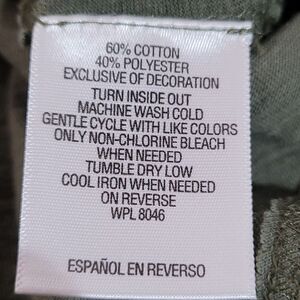 60% COTTON
40% POLYESTER
EXCLUSIVE OF DECORATION
TURN INSIDE OUT
MACHINE WASH COLD
GENTLE CYCLE WITH LIKE COLORS
ONLY NON-CHLORINE BLEACH
WHEN NEEDED
TUMBLE DRY LOW
COOL IRON WHEN NEEDED
ON REVERSE
WPL 8046
ESPAÑOL EN REVERSO